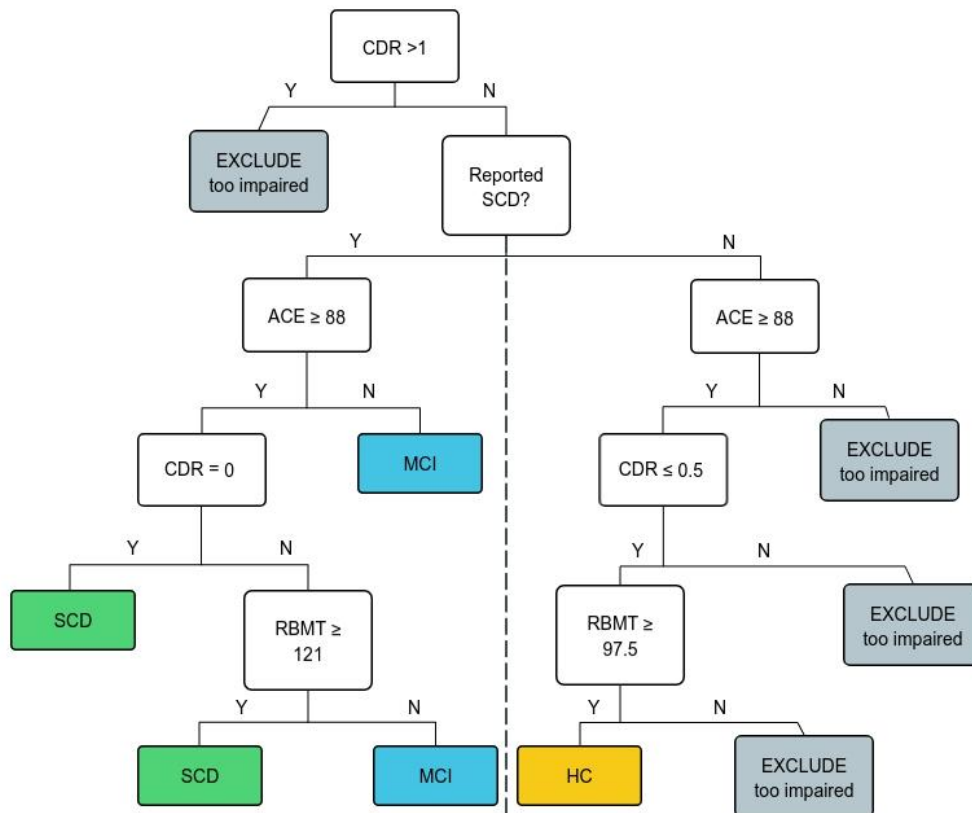 CDR >1
Y
N
EXCLUDE
too impaired
Reported
SCD?
Y
N
ACE ≥ 88
ACE ≥ 88
Y
N
Y
N
CDR = 0
MCI
CDR ≤ 0.5
EXCLUDE
too impaired
Y
N
Y
N
SCD
RBMT ≥
121
RBMT ≥
97.5
EXCLUDE
too impaired
Y
N
Y
N
SCD
MCI
HC
EXCLUDE
too impaired